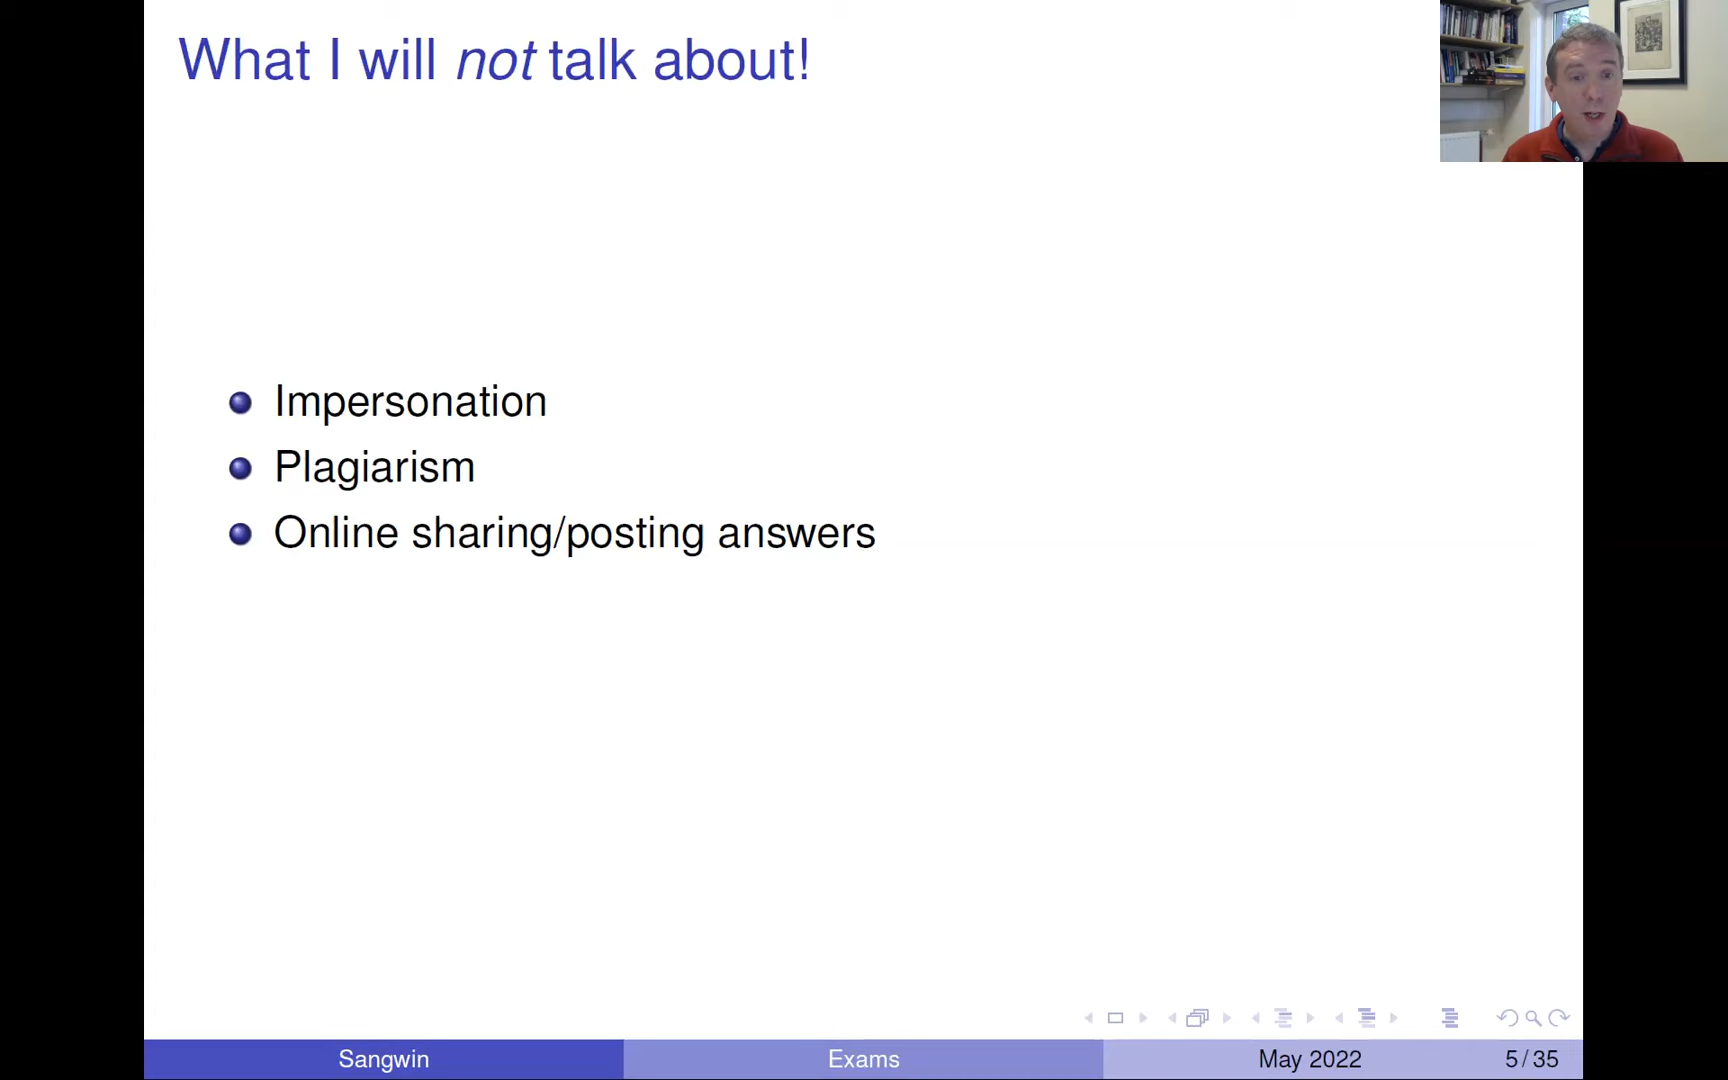 What I will not talk about!
Impersonation
Plagiarism
Online sharing/posting answers
Sangwin
Exams
May 2022
5 / 35